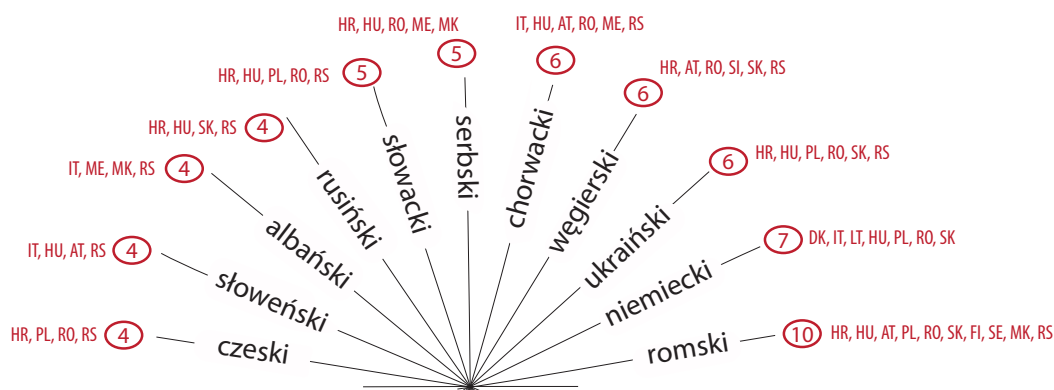 HR, PL, RO, RS 4 czeski
IT, HU, AT, RS 4 słoweński
IT, ME, MK, RS 4 albański
HR, HU, SK, RS 4 rusiński
HR, HU, PL, RO, RS 5 słowacki
HR, HU, RO, ME, MK 5 serbski
IT, HU, AT, RO, ME, RS 6 chorwacki
HR, AT, RO, SI, SK, RS 6 węgierski
HR, HU, PL, RO, SK, RS 6 ukraiński
DK, IT, LT, HU, PL, RO, SK 7 niemiecki
HR, HU, AT, PL, RO, SK, FI, SE, MK, RS 10 romski